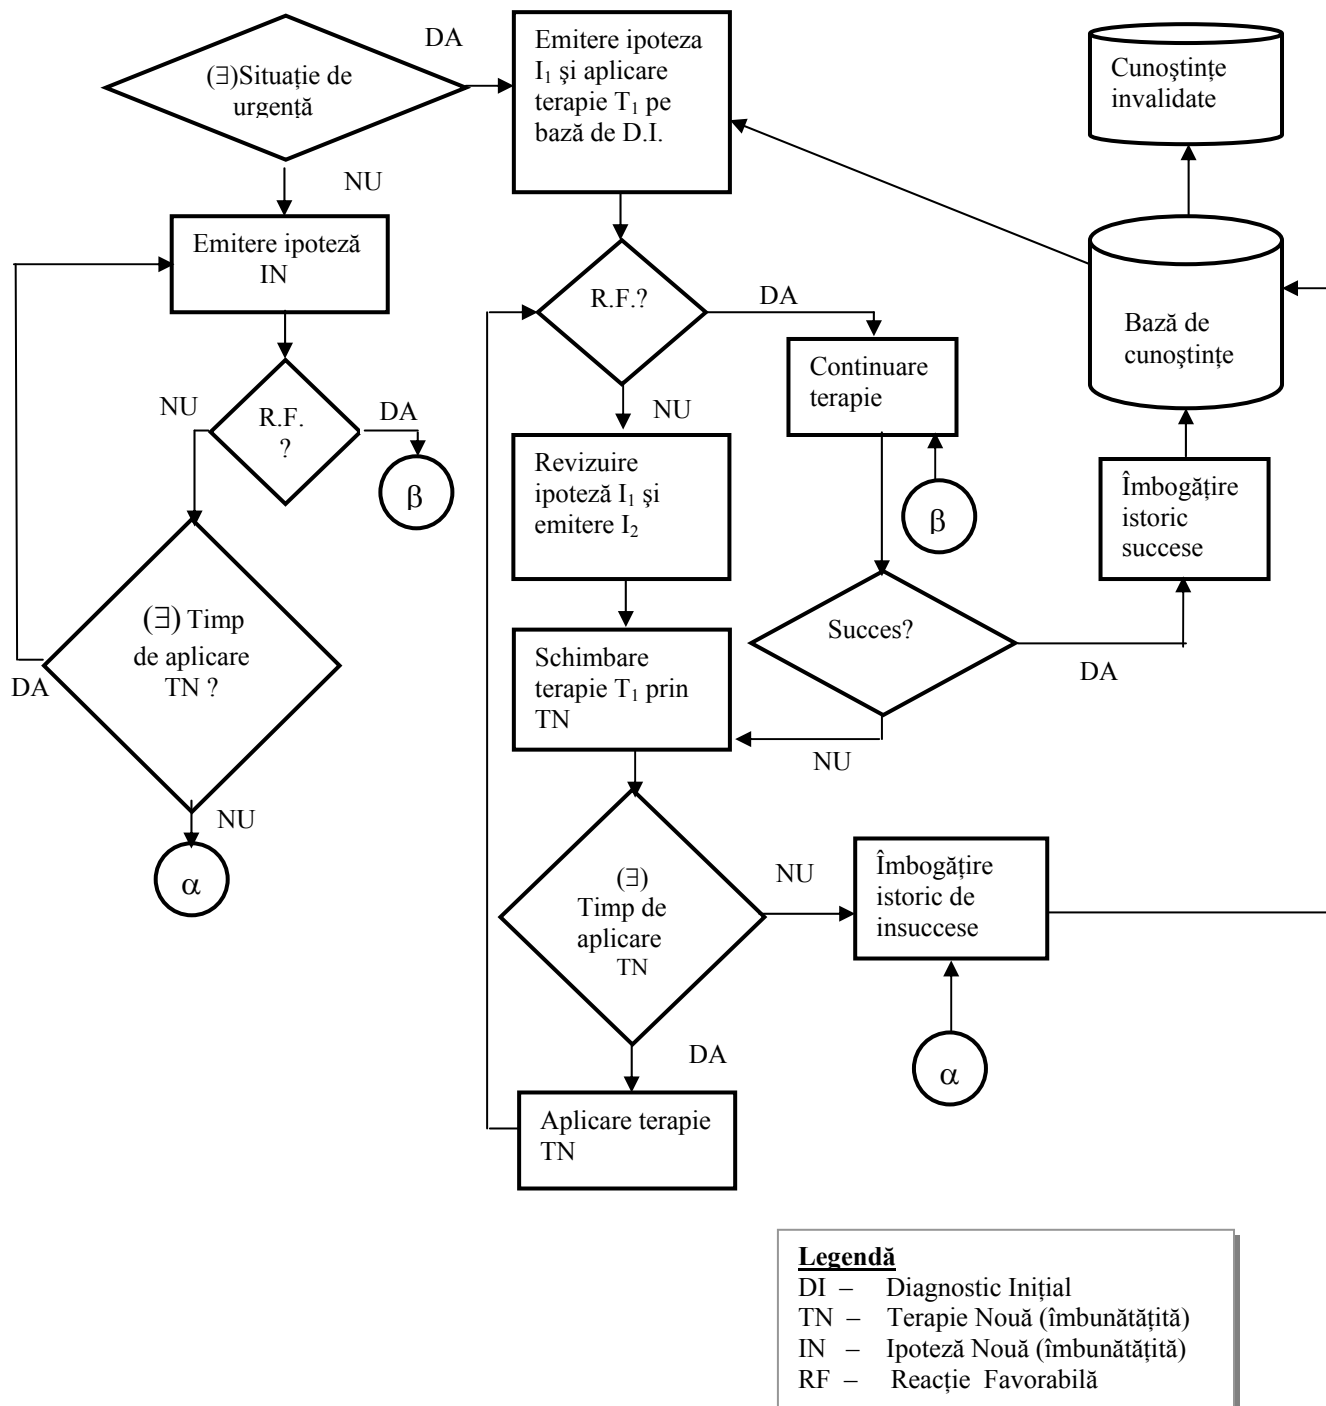 (∃)Situație de
urgență
DA
NU
Emitere ipoteza
I₁ şi aplicare
terapie T₁ pe
bază de D.I.
Cunoştințe
invalidate
Emitere ipoteză
IN
R.F.
?
NU
DA
β
(∃) Timp
de aplicare
TN ?
DA
NU
α
R.F.?
DA
NU
Continuare
terapie
β
Revizuire
ipoteză I₁ şi
emitere I₂
Schimbare
terapie T₁ prin
TN
Succes?
DA
NU
Bază de
cunoştințe
Îmbogățire
istoric
succese
(∃)
Timp de
aplicare
TN
NU
DA
Îmbogățire
istoric de
insuccese
α
Aplicare terapie
TN
Legendă
DI – Diagnostic Inițial
TN – Terapie Nouă (îmbunătățită)
IN – Ipoteză Nouă (îmbunătățită)
RF – Reacție Favorabilă